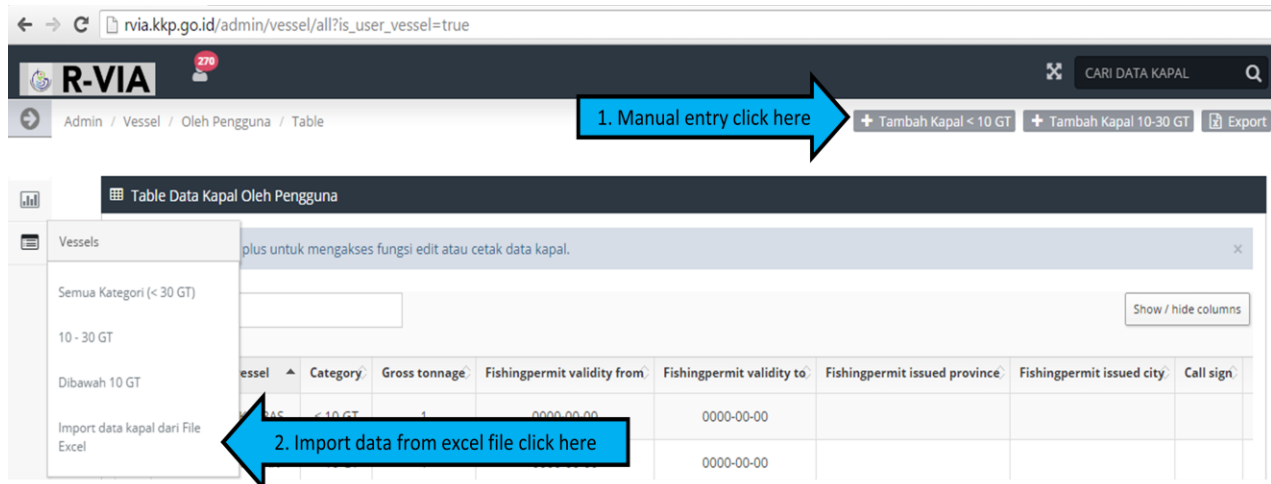 rvia.kkp.go.id/admin/vessel/all?is_user_vessel=true
R-VIA
270
CARI DATA KAPAL
Admin / Vessel / Oleh Pengguna / Table
1. Manual entry click here
Tambah Kapal < 10 GT
Tambah Kapal 10-30 GT
Export
Table Data Kapal Oleh Pengguna
Vessels
plus untuk mengakses fungsi edit atau cetak data kapal.
Semua Kategori (< 30 GT)
Show / hide columns
10 - 30 GT
Dibawah 10 GT
Import data kapal dari File
Excel
essel Category Gross tonnage Fishingpermit validity from Fishingpermit validity to Fishingpermit issued province Fishingpermit issued city Call sign
< 10 GT 1 0000-00-00 0000-00-00
2. Import data from excel file click here
0000-00-00